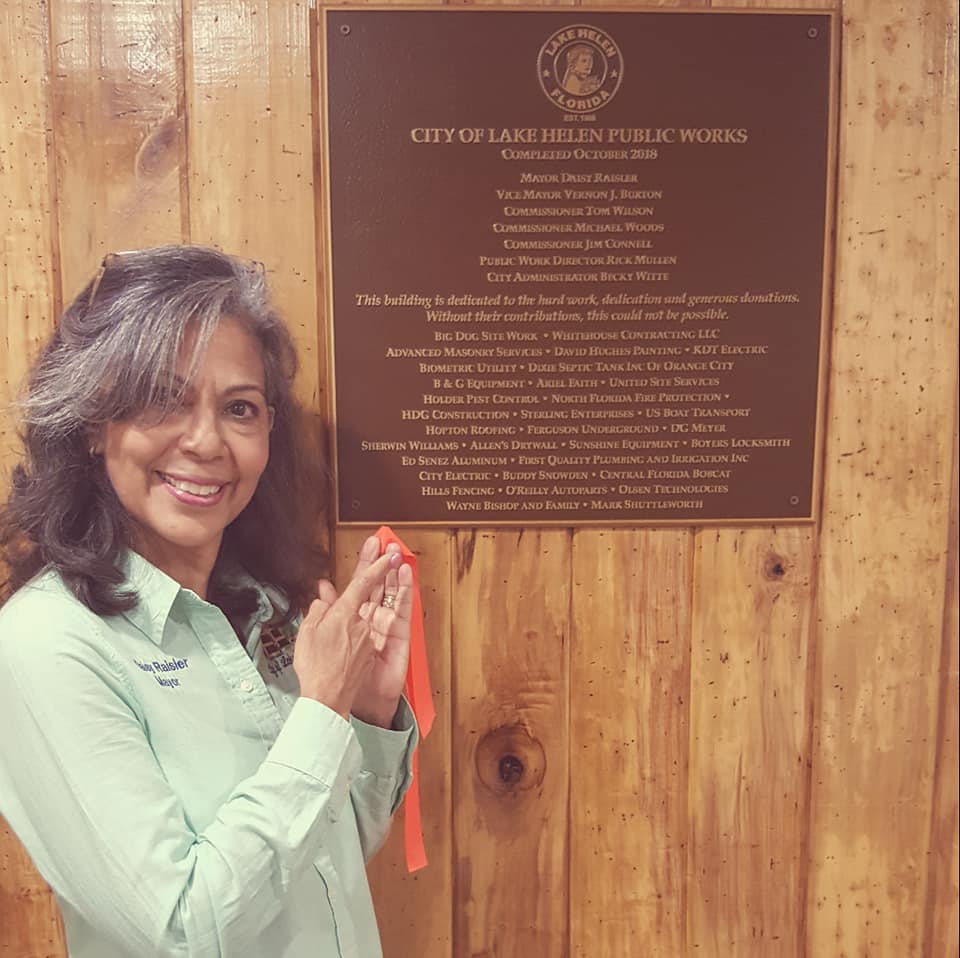 LAKE HELEN
FLORIDA
CITY OF LAKE HELEN PUBLIC WORKS
COMPLETED OCTOBER 2018
MAYOR DAISY RAISLER
VICE MAYOR VERNON J. BURTON
COMMISSIONER TOM WILSON
COMMISSIONER MICHAEL WOODS
COMMISSIONER JIM CONNELL
PUBLIC WORK DIRECTOR RICK MULLEN
CITY ADMINISTRATOR BECKY WITTE
This building is dedicated to the hard work, dedication and generous donations.
Without their contributions, this could not be possible.
BIG DOG SITE WORK • WHITEHOUSE CONTRACTING LLC
ADVANCED MASONRY SERVICES • DAVID HUGHES PAINTING • KDT ELECTRIC
BIOMETRIC UTILITY • DIXIE SEPTIC TANK INC OF ORANGE CITY
B & G EQUIPMENT • ARIEL FAITH • UNITED SITE SERVICES
HOLDER PEST CONTROL • NORTH FLORIDA FIRE PROTECTION •
HDG CONSTRUCTION • STERLING ENTERPRISES • US BOAT TRANSPORT
HOPTON ROOFING • FERGUSON UNDERGROUND • DG MEYER
SHERWIN WILLIAMS • ALLEN'S DRYWALL • SUNSHINE EQUIPMENT • BOYERS LOCKSMITH
ED SENEZ ALUMINUM • FIRST QUALITY PLUMBING AND IRRIGATION INC
CITY ELECTRIC • BUDDY SNOWDEN • CENTRAL FLORIDA BOBCAT
HILLS FENCING • O'REILLY AUTOPARTS • OLSEN TECHNOLOGIES
WAYNE BISHOP AND FAMILY • MARK SHUTTLEWORTH
Raisler
Mayor